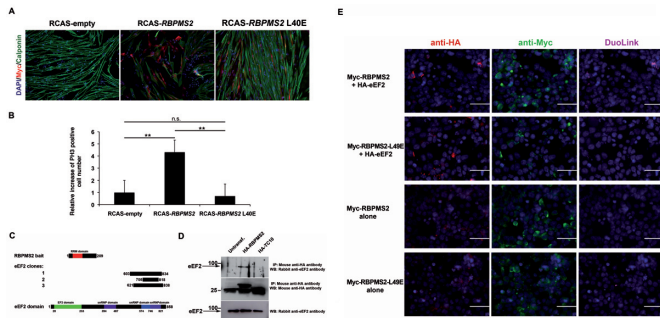 A
RCAS-empty
RCAS-RBPMS2
RCAS-RBPMS2 L40E
DAPI/Myc/Calponin
B
Relative increase of PH3 positive
cell number
6
5
4
3
2
1
0
n.s.
**
**
RCAS-empty
RCAS-RBPMS2
RCAS-RBPMS2 L40E
C
RBPMS2 bait
eEF2 clones:
1
2
3
eEF2 domain
D
Untransf.
HA-RBPMS2
HA-TC10
eEF2
100
IP: Mouse anti-HA antibody
WB: Rabbit anti-eEF2 antibody
25
IP: Mouse anti-HA antibody
WB: Mouse anti-HA antibody
eEF2
100
WB: Rabbit anti-eEF2 antibody
E
anti-HA
anti-Myc
DuoLink
Myc-RBPMS2
+ HA-eEF2
Myc-RBPMS2-L49E
+ HA-eEF2
Myc-RBPMS2
alone
Myc-RBPMS2-L49E
alone